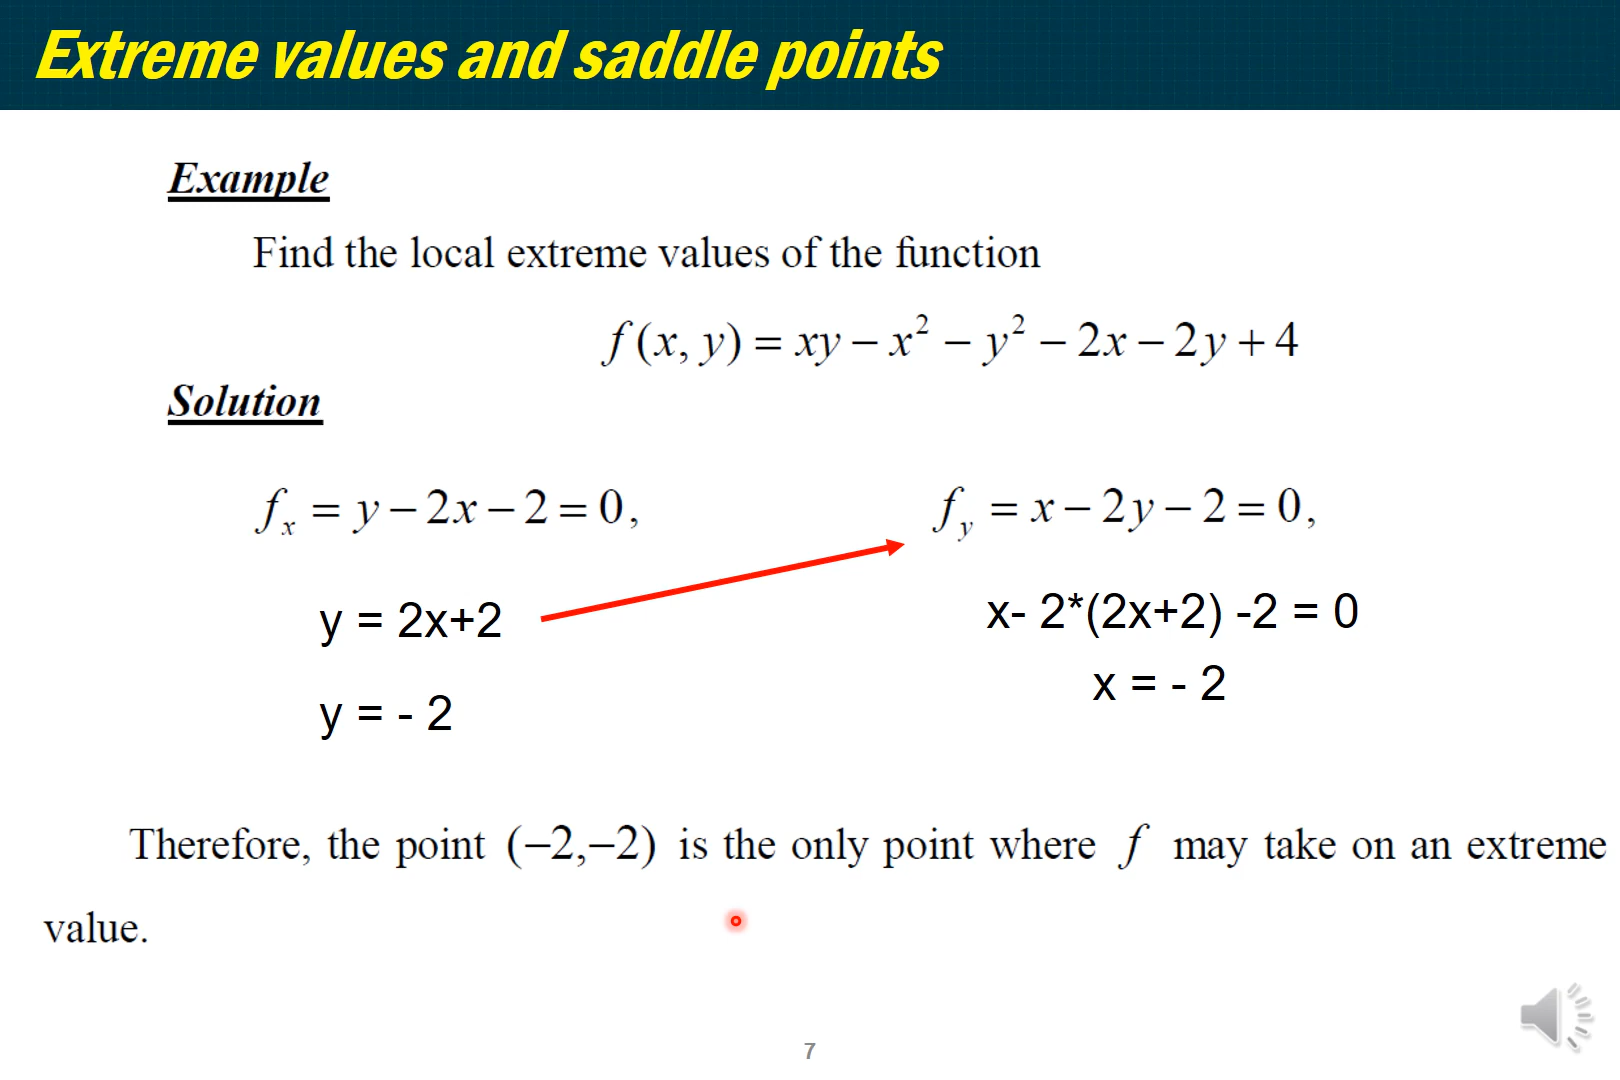 Extreme values and saddle points
Example
Find the local extreme values of the function
f(x, y) = xy − x² − y² − 2x − 2y + 4
Solution
fₓ = y − 2x − 2 = 0, f_y = x − 2y − 2 = 0,
y = 2x+2
x- 2*(2x+2) -2 = 0
x = - 2
y = - 2
Therefore, the point (−2,−2) is the only point where f may take on an extreme
value.
7